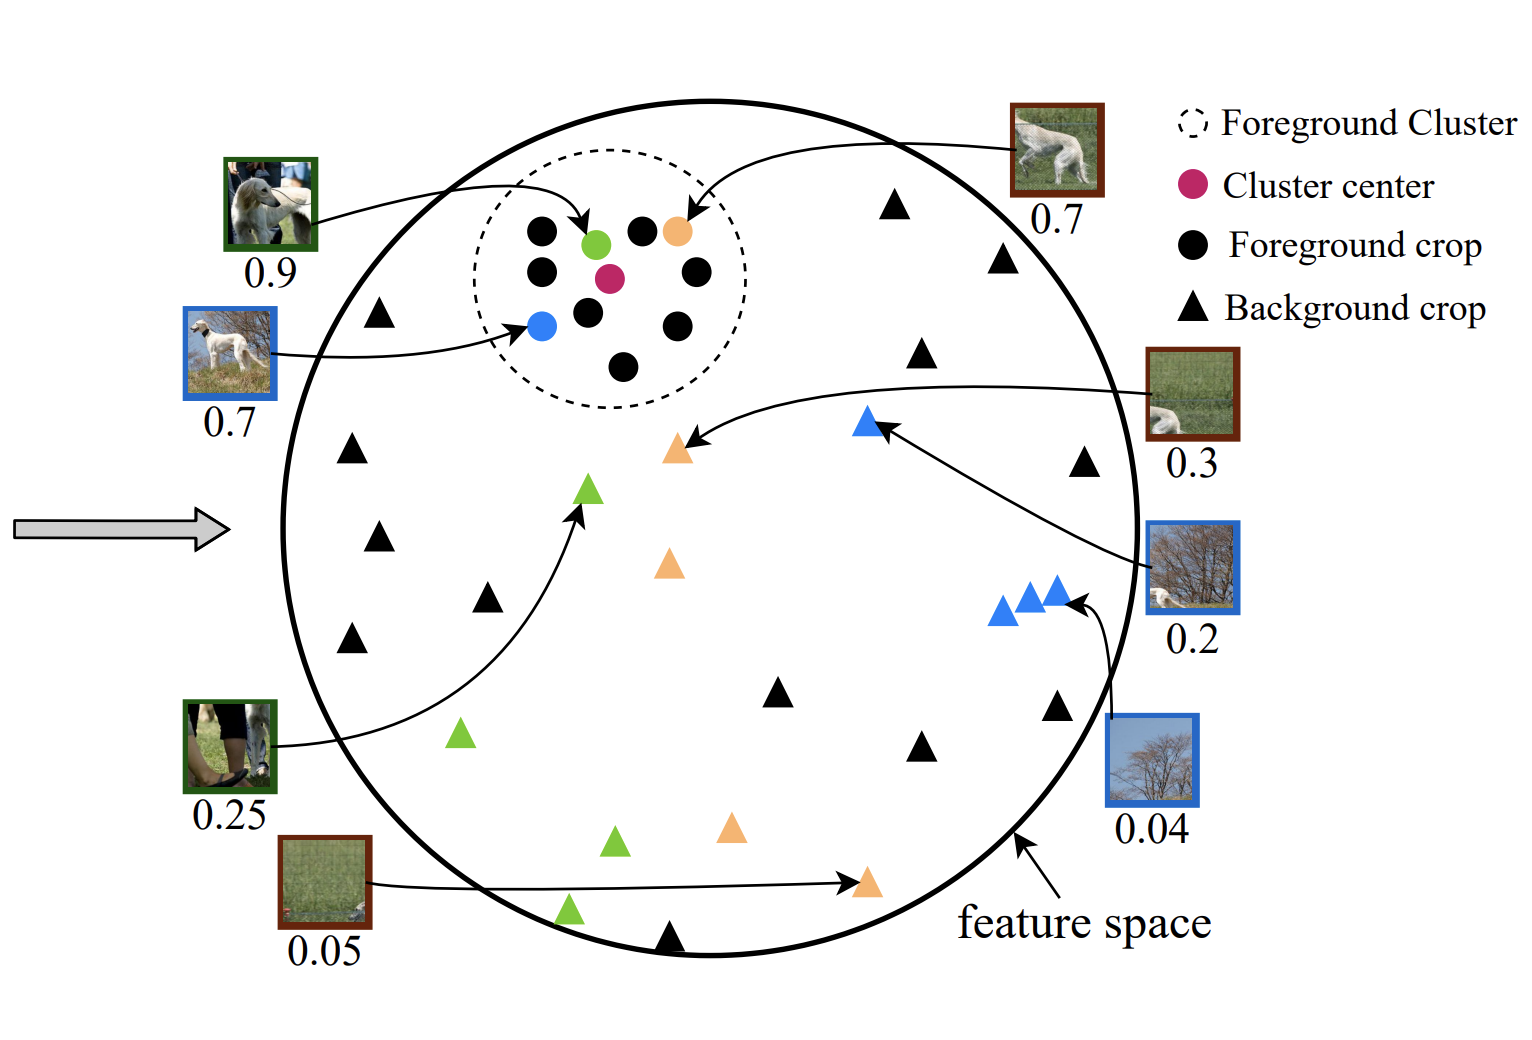 Foreground Cluster
Cluster center
Foreground crop
Background crop
0.9
0.7
0.7
0.3
0.2
0.25
0.04
0.05
feature space